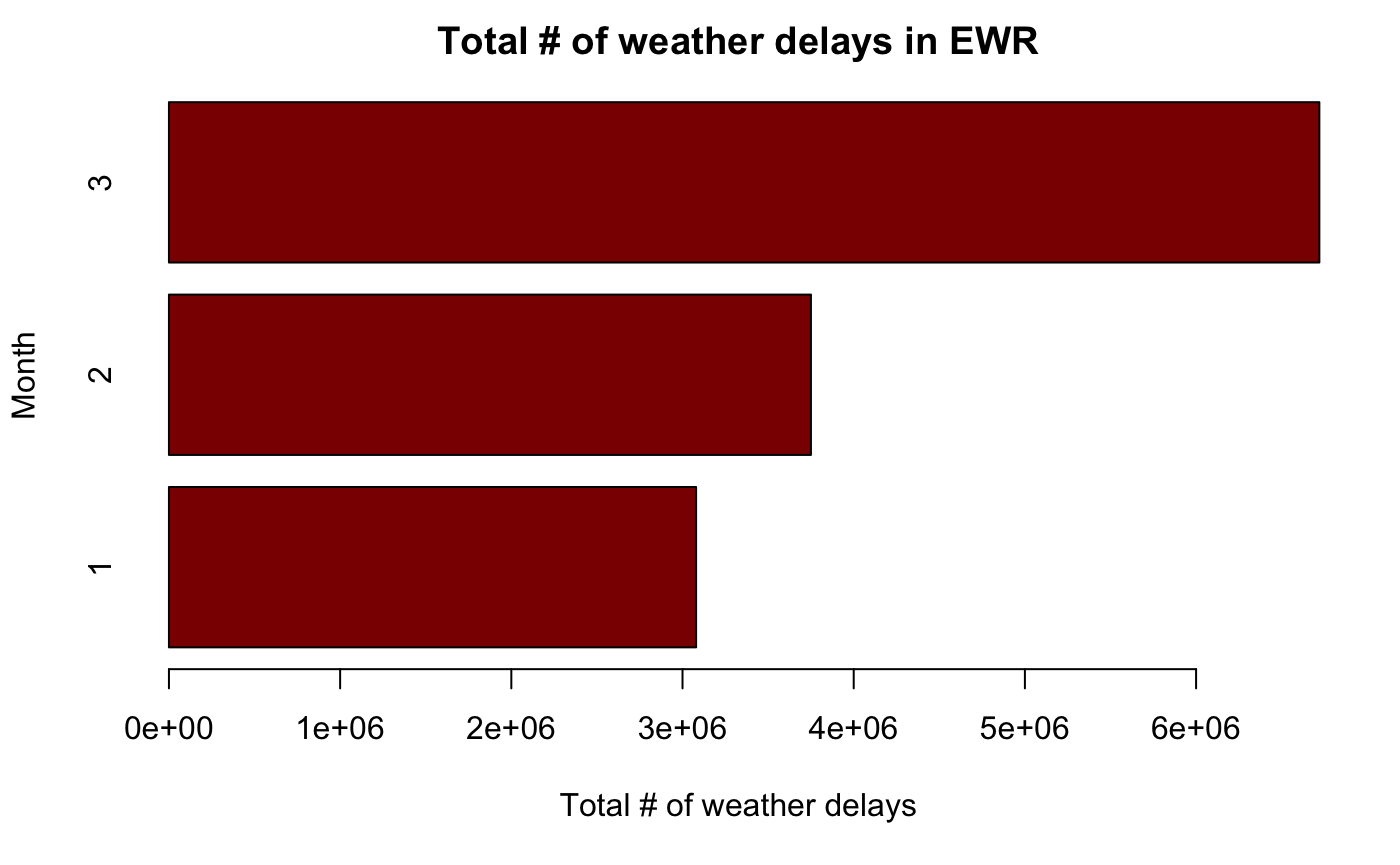 Total # of weather delays in EWR
3
2
1
Month
0e+00 1e+06 2e+06 3e+06 4e+06 5e+06 6e+06
Total # of weather delays